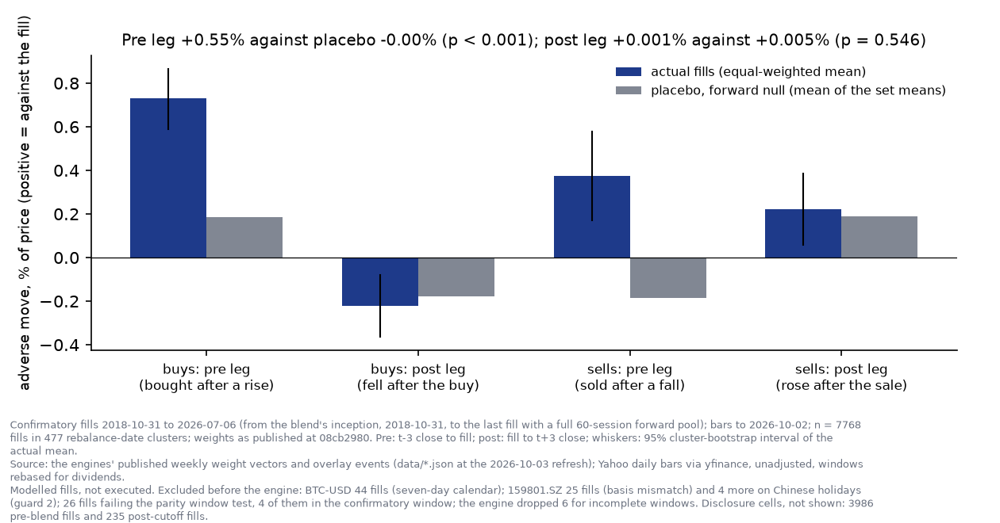 Pre leg +0.55% against placebo -0.00% (p < 0.001); post leg +0.001% against +0.005% (p = 0.546)
adverse move, % of price (positive = against the fill)
actual fills (equal-weighted mean)
placebo, forward null (mean of the set means)
0.8
0.6
0.4
0.2
0.0
−0.2
−0.4
buys: pre leg
(bought after a rise)
buys: post leg
(fell after the buy)
sells: pre leg
(sold after a fall)
sells: post leg
(rose after the sale)
Confirmatory fills 2018-10-31 to 2026-07-06 (from the blend's inception, 2018-10-31, to the last fill with a full 60-session forward pool); bars to 2026-10-02; n = 7768
fills in 477 rebalance-date clusters; weights as published at 08cb2980. Pre: t-3 close to fill; post: fill to t+3 close; whiskers: 95% cluster-bootstrap interval of the
actual mean.
Source: the engines' published weekly weight vectors and overlay events (data/*.json at the 2026-10-03 refresh); Yahoo daily bars via yfinance, unadjusted, windows
rebased for dividends.
Modelled fills, not executed. Excluded before the engine: BTC-USD 44 fills (seven-day calendar); 159801.SZ 25 fills (basis mismatch) and 4 more on Chinese holidays
(guard 2); 26 fills failing the parity window test, 4 of them in the confirmatory window; the engine dropped 6 for incomplete windows. Disclosure cells, not shown: 3986
pre-blend fills and 235 post-cutoff fills.